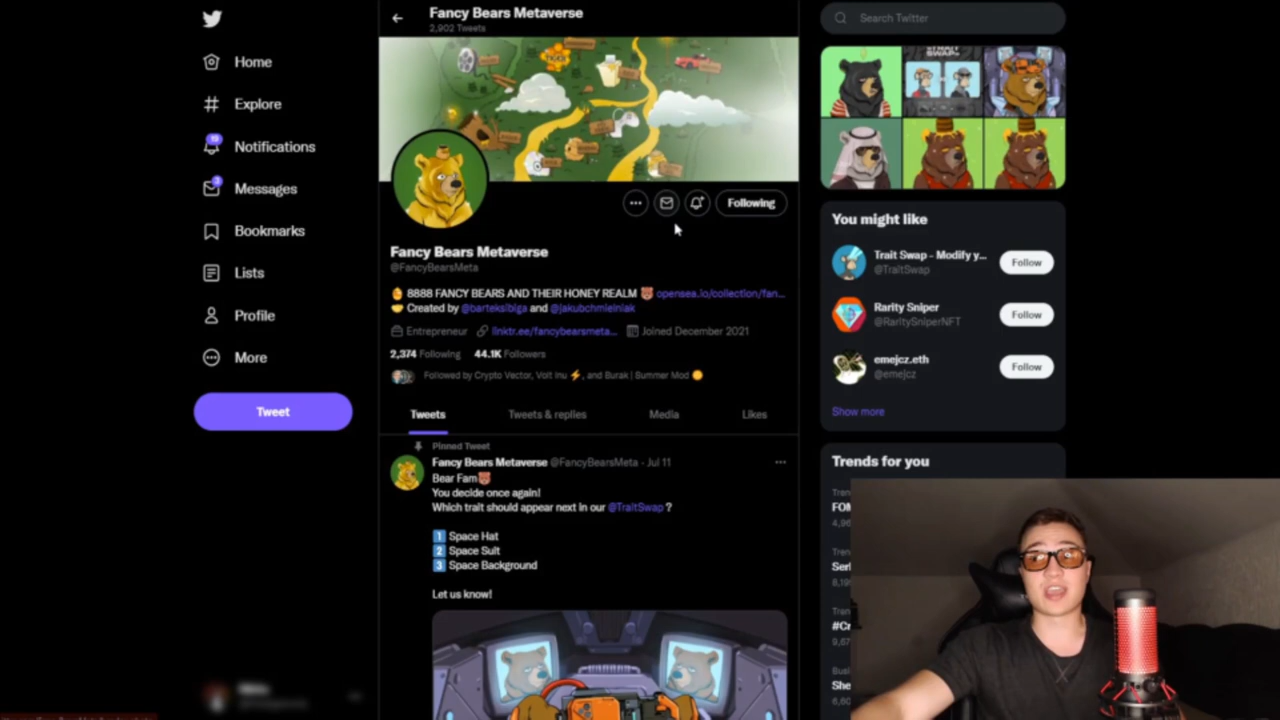 Fancy Bears Metaverse
2,902 Tweets
Search Twitter
Home
Explore
Notifications
Messages
Bookmarks
Lists
Profile
More
Tweet
Following
Fancy Bears Metaverse
@FancyBearsMeta
8888 FANCY BEARS AND THEIR HONEY REALM opensea.io/collection/fan...
Created by @barteksibiga and @jakubchmielniak
Entrepreneur linktr.ee/fancybearsmeta... Joined December 2021
2,374 Following 44.1K Followers
Followed by Crypto Vector, Volt Inu ⚡, and Burak | Summer Mod
Tweets Tweets & replies Media Likes
Pinned Tweet
Fancy Bears Metaverse @FancyBearsMeta - Jul 11
Bear Fam
You decide once again!
Which trait should appear next in our @TraitSwap ?
1 Space Hat
2 Space Suit
3 Space Background
Let us know!
You might like
Trait Swap - Modify y...
@TraitSwap
Follow
Rarity Sniper
@RaritySniperNFT
Follow
emejcz.eth
@emejcz
Follow
Show more
Trends for you